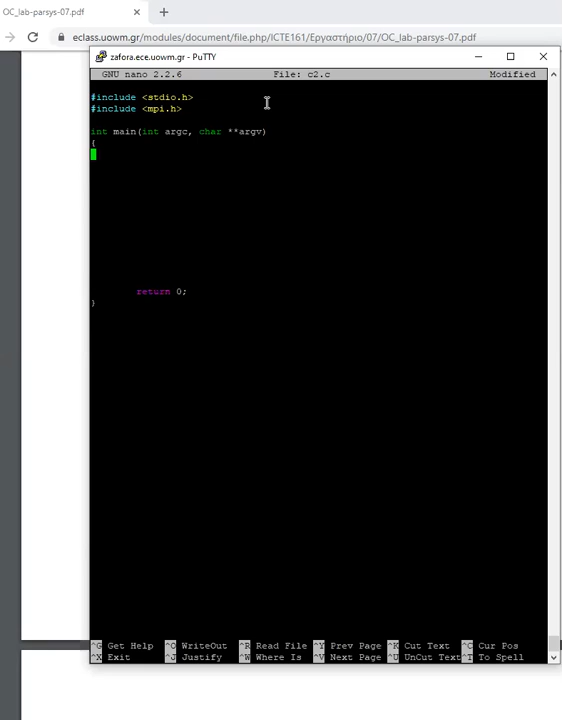 OC_lab-parsys-07.pdf
eclass.uowm.gr/modules/document/file.php/ICTE161/Εργαστήριο/07/OC_lab-parsys-07.pdf
zafora.ece.uowm.gr - PuTTY
GNU nano 2.2.6 File: c2.c Modified
#include <stdio.h>
#include <mpi.h>
int main(int argc, char **argv)
{
return 0;
}
^G Get Help ^O WriteOut ^R Read File ^Y Prev Page ^K Cut Text ^C Cur Pos
^X Exit ^J Justify ^W Where Is ^V Next Page ^U UnCut Text ^T To Spell